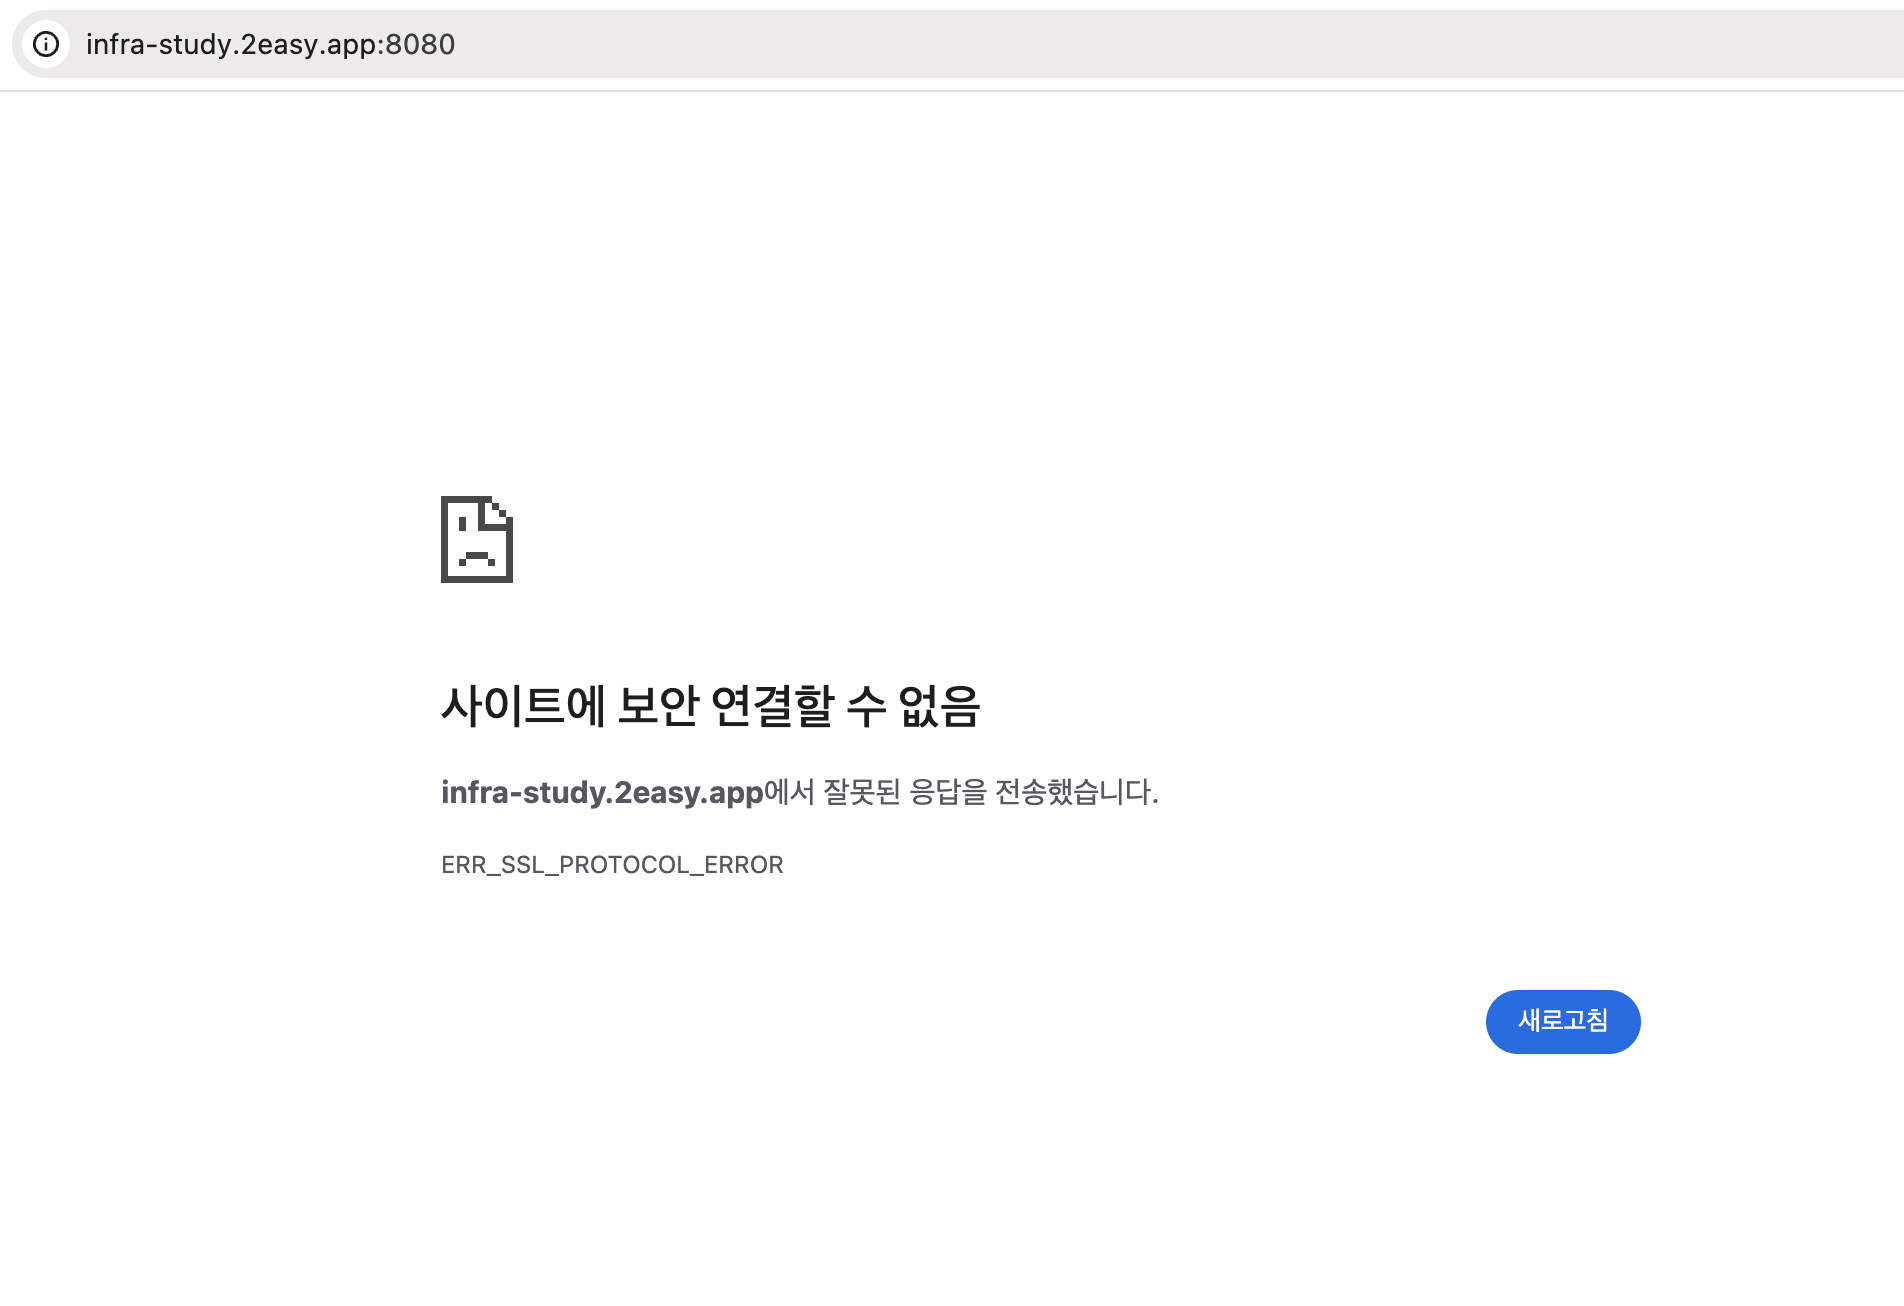 infra-study.2easy.app:8080
사이트에 보안 연결할 수 없음
infra-study.2easy.app에서 잘못된 응답을 전송했습니다.
ERR_SSL_PROTOCOL_ERROR
새로고침